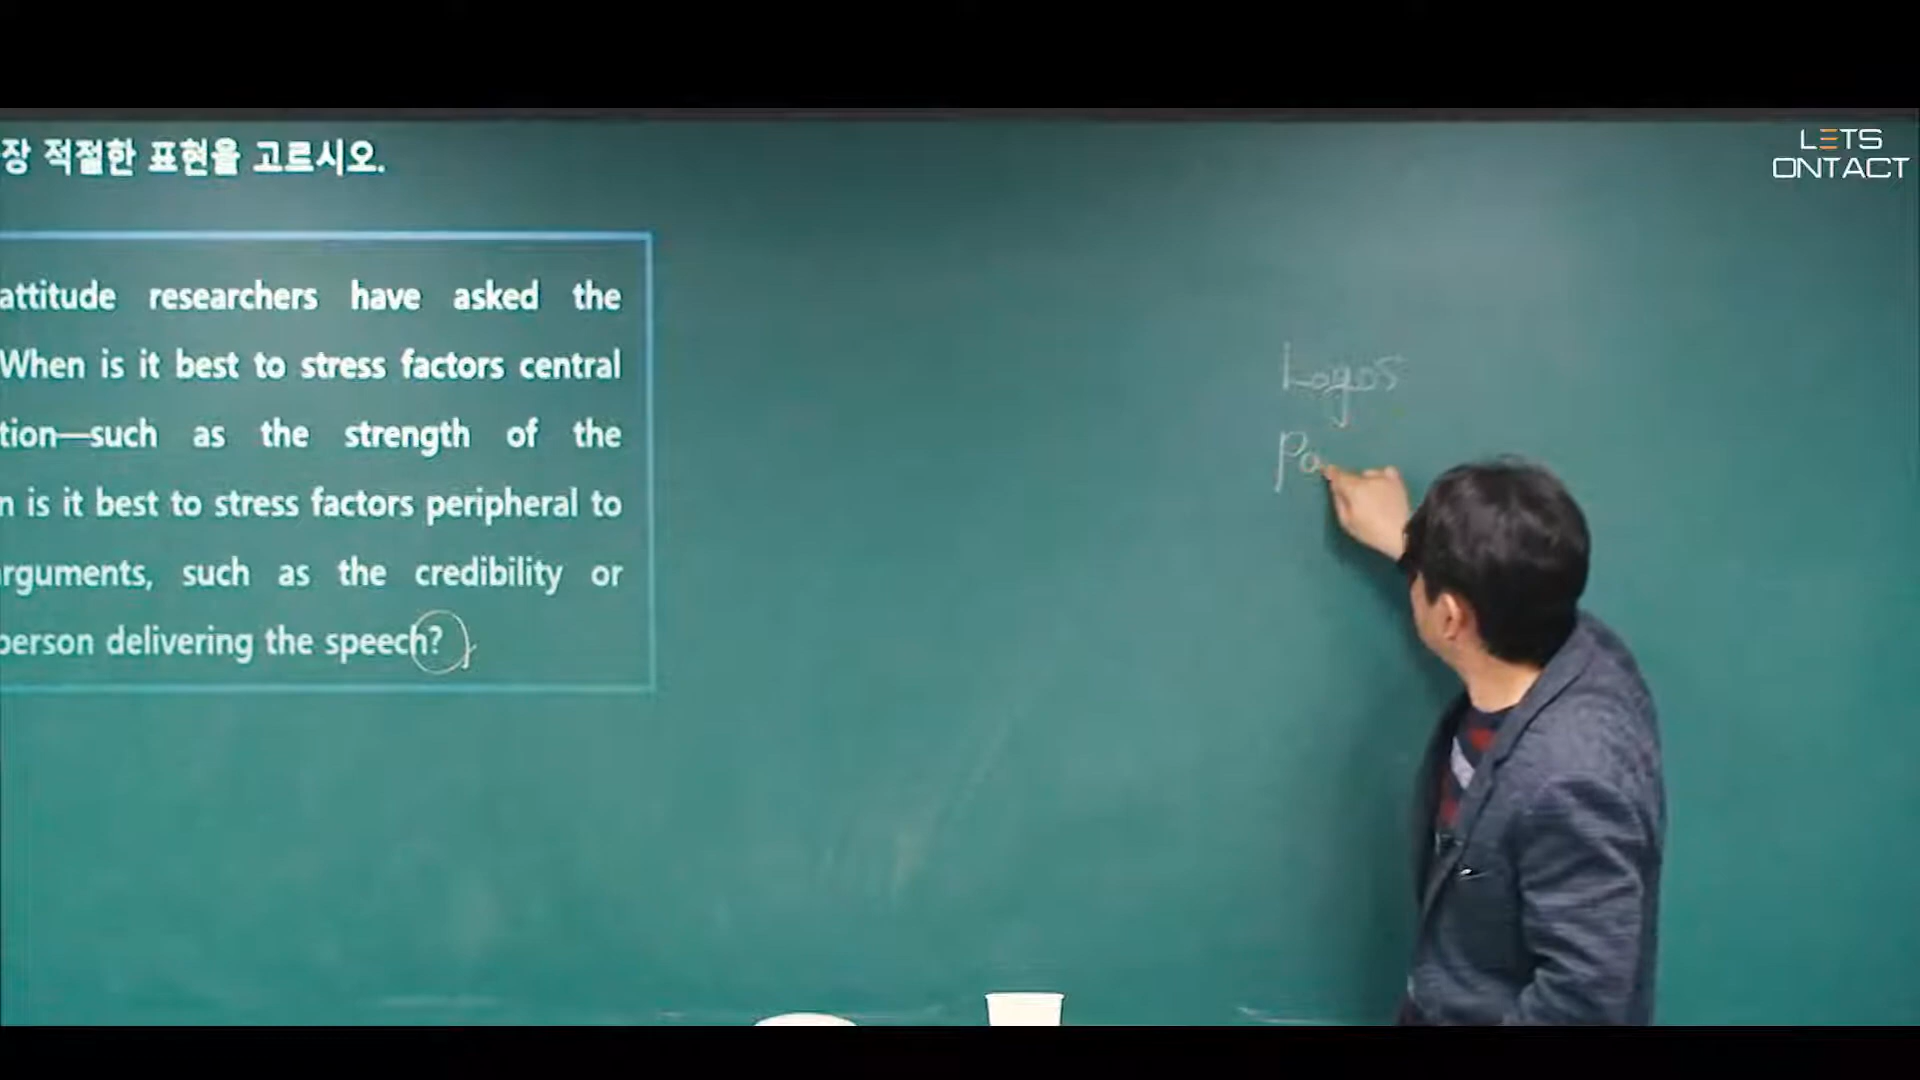 장 적절한 표현을 고르시오.
attitude researchers have asked the
When is it best to stress factors central
tion—such as the strength of the
n is it best to stress factors peripheral to
rguments, such as the credibility or
person delivering the speech?
Logos
Pa
LETS
ONTACT